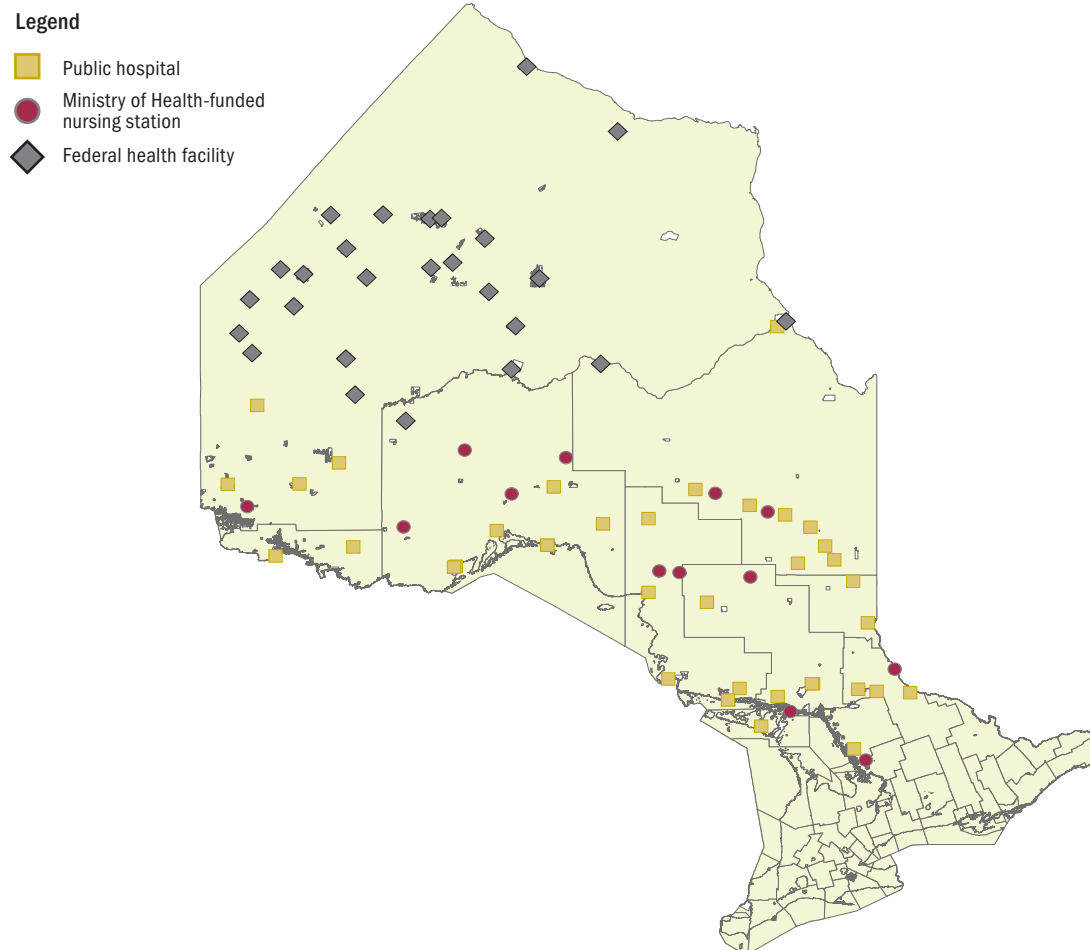 Legend
Public hospital
Ministry of Health-funded
nursing station
Federal health facility